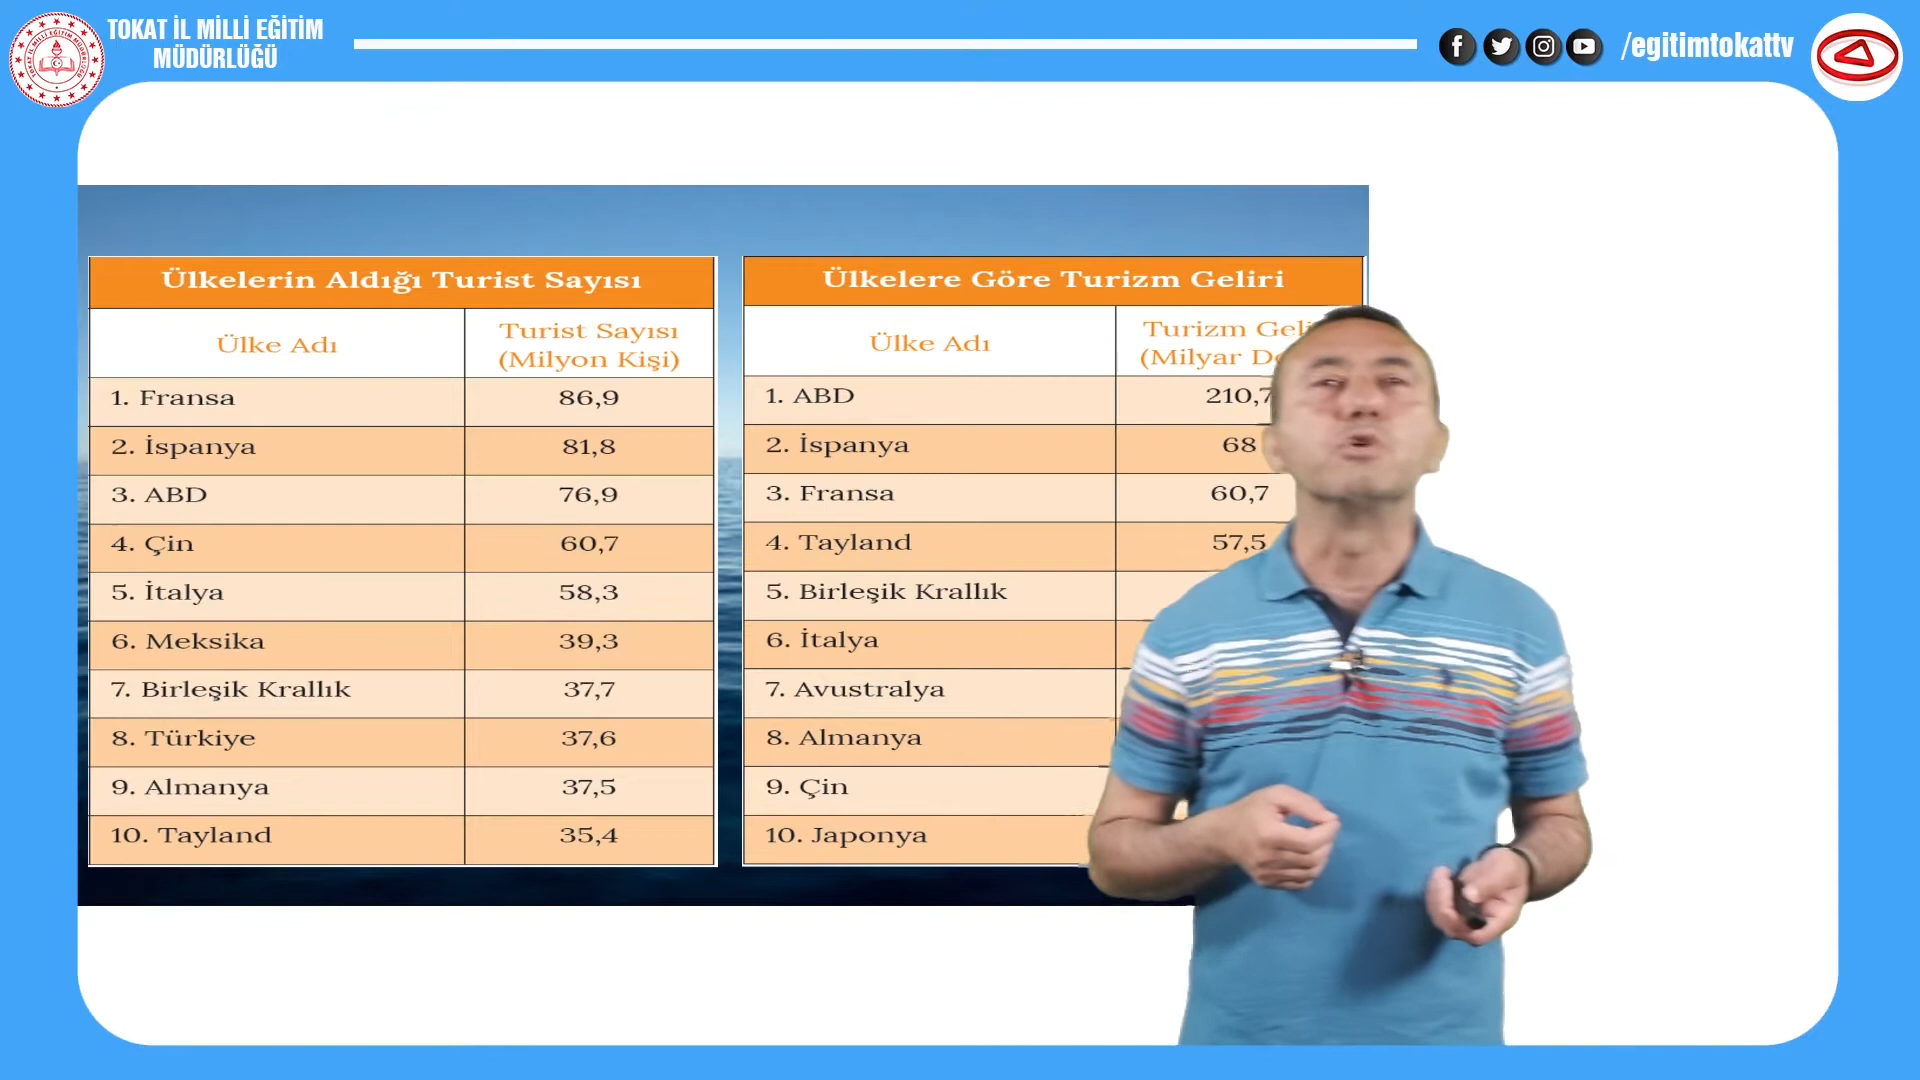 TOKAT İL MİLLİ EĞİTİM
MÜDÜRLÜĞÜ
/egitimtokattv
Ülkelerin Aldığı Turist Sayısı
Ülke Adı
Turist Sayısı
(Milyon Kişi)
1. Fransa 86,9
2. İspanya 81,8
3. ABD 76,9
4. Çin 60,7
5. İtalya 58,3
6. Meksika 39,3
7. Birleşik Krallık 37,7
8. Türkiye 37,6
9. Almanya 37,5
10. Tayland 35,4
Ülkelere Göre Turizm Geliri
Ülke Adı
Turizm
(Milyar
1. ABD 210,7
2. İspanya 68
3. Fransa 60,7
4. Tayland 57,5
5. Birleşik Krallık
6. İtalya
7. Avustralya
8. Almanya
9. Çin
10. Japonya